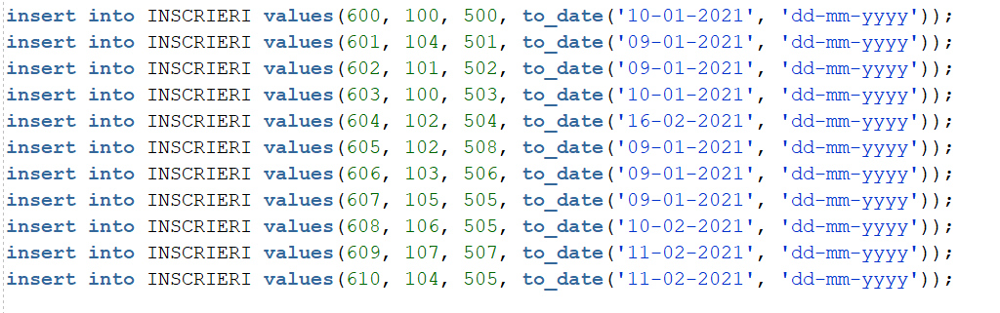 insert into INSCRIERI values(600, 100, 500, to_date('10-01-2021', 'dd-mm-yyyy'));
insert into INSCRIERI values(601, 104, 501, to_date('09-01-2021', 'dd-mm-yyyy'));
insert into INSCRIERI values(602, 101, 502, to_date('09-01-2021', 'dd-mm-yyyy'));
insert into INSCRIERI values(603, 100, 503, to_date('10-01-2021', 'dd-mm-yyyy'));
insert into INSCRIERI values(604, 102, 504, to_date('16-02-2021', 'dd-mm-yyyy'));
insert into INSCRIERI values(605, 102, 508, to_date('09-01-2021', 'dd-mm-yyyy'));
insert into INSCRIERI values(606, 103, 506, to_date('09-01-2021', 'dd-mm-yyyy'));
insert into INSCRIERI values(607, 105, 505, to_date('09-01-2021', 'dd-mm-yyyy'));
insert into INSCRIERI values(608, 106, 505, to_date('10-02-2021', 'dd-mm-yyyy'));
insert into INSCRIERI values(609, 107, 507, to_date('11-02-2021', 'dd-mm-yyyy'));
insert into INSCRIERI values(610, 104, 505, to_date('11-02-2021', 'dd-mm-yyyy'));